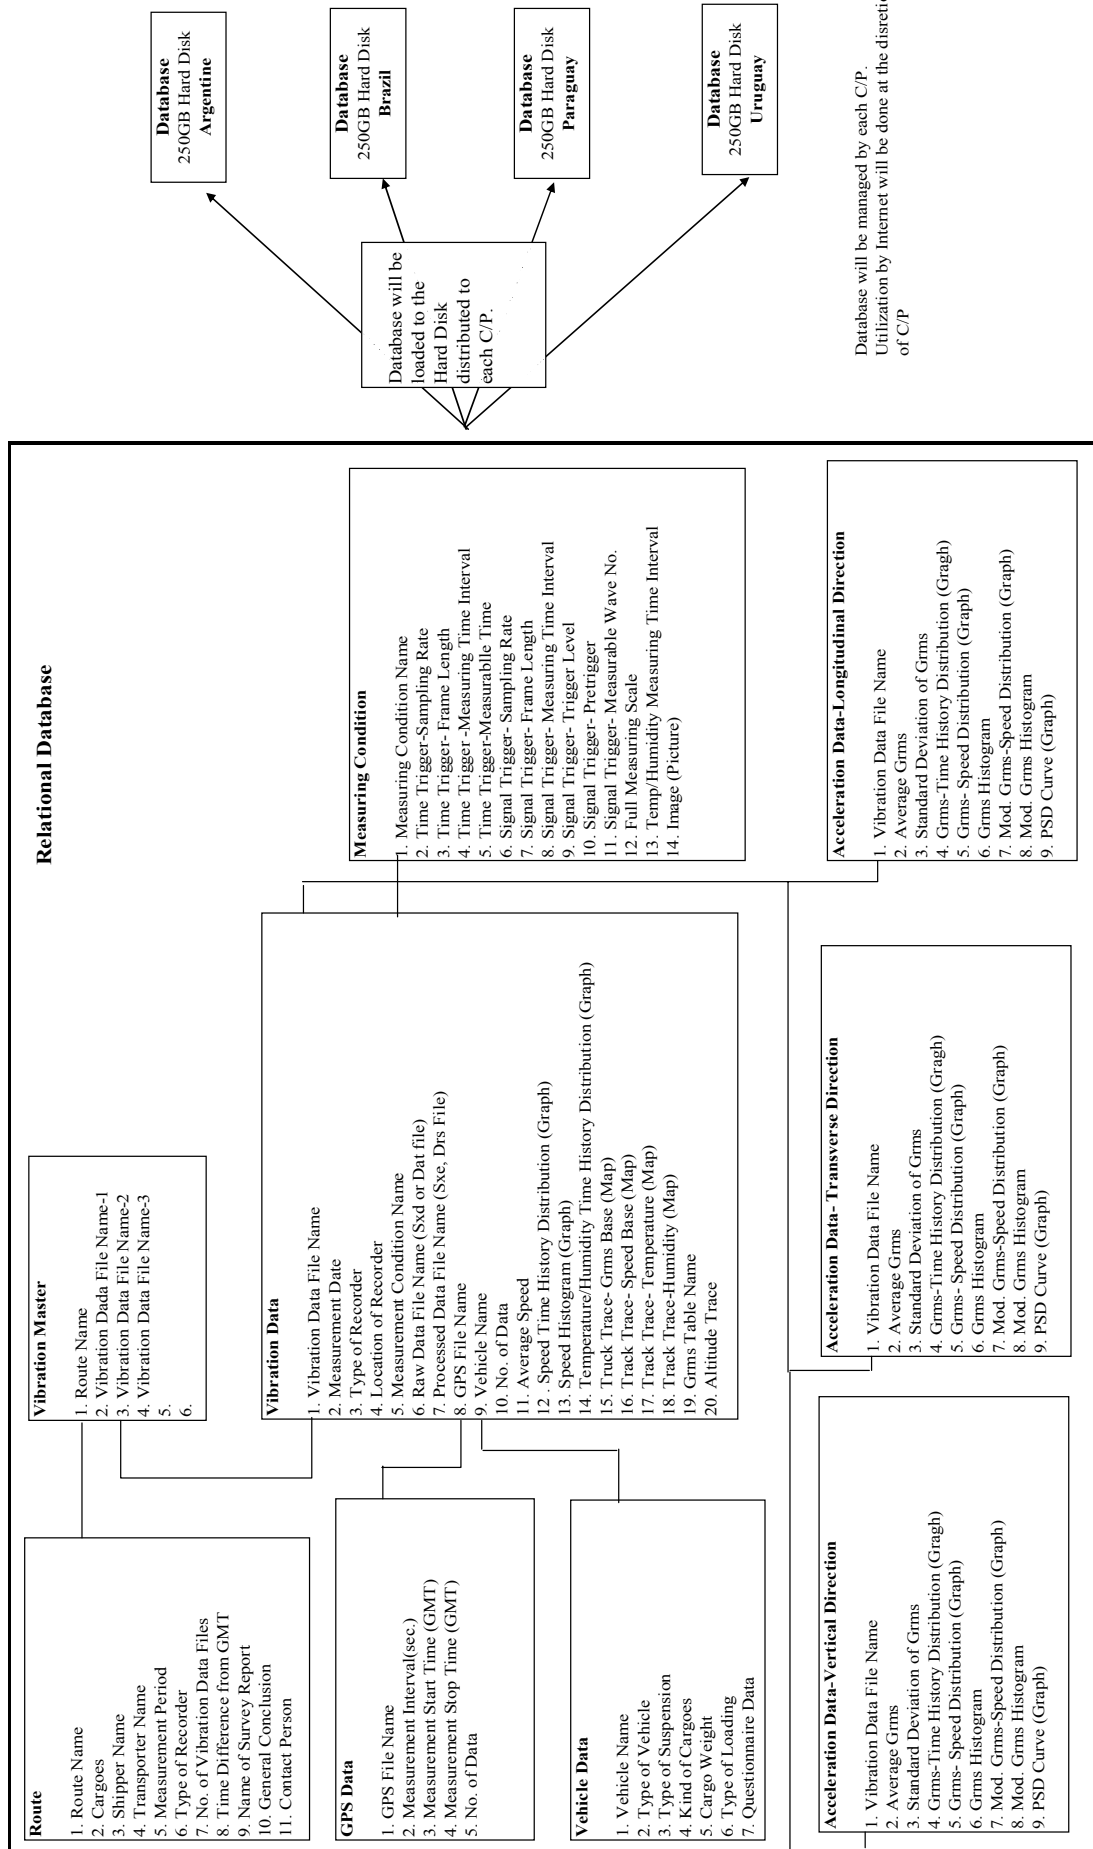 Relational Database
Route
1. Route Name
2. Cargoes
3. Shipper Name
4. Transporter Name
5. Measurement Period
6. Type of Recorder
7. No. of Vibration Data Files
8. Time Difference from GMT
9. Name of Survey Report
10. General Conclusion
11. Contact Person
Vibration Master
1. Route Name
2. Vibration Dada File Name-1
3. Vibration Data File Name-2
4. Vibration Data File Name-3
5.
6.
GPS Data
1. GPS File Name
2. Measurement Interval(sec.)
3. Measurement Start Time (GMT)
4. Measurement Stop Time (GMT)
5. No. of Data
Vehicle Data
1. Vehicle Name
2. Type of Vehicle
3. Type of Suspension
4. Kind of Cargoes
5. Cargo Weight
6. Type of Loading
7. Questionnaire Data
Vibration Data
1. Vibration Data File Name
2. Measurement Date
3. Type of Recorder
4. Location of Recorder
5. Measurement Condition Name
6. Raw Data File Name (Sxd or Dat file)
7. Processed Data File Name (Sxe, Drs File)
8. GPS File Name
9. Vehicle Name
10. No. of Data
11. Average Speed
12 . Speed Time History Distribution (Graph)
13. Speed Histogram (Graph)
14. Temperature/Humidity Time History Distribution (Graph)
15. Truck Trace- Grms Base (Map)
16. Track Trace- Speed Base (Map)
17. Track Trace- Temperature (Map)
18. Track Trace-Humidity (Map)
19. Grms Table Name
20. Altitude Trace
Measuring Condition
1. Measuring Condition Name
2. Time Trigger-Sampling Rate
3. Time Trigger- Frame Length
4. Time Trigger -Measuring Time Interval
5. Time Trigger-Measurablle Time
6. Signal Trigger- Sampling Rate
7. Signal Trigger- Frame Length
8. Signal Trigger- Measuring Time Interval
9. Signal Trigger- Trigger Level
10. Signal Trigger- Pretrigger
11. Signal Trigger- Measurable Wave No.
12. Full Measuring Scale
13. Temp/Humidity Measuring Time Interval
14. Image (Picture)
Acceleration Data-Vertical Direction
1. Vibration Data File Name
2. Average Grms
3. Standard Deviation of Grms
4. Grms-Time History Distribution (Gragh)
5. Grms- Speed Distribution (Graph)
6. Grms Histogram
7. Mod. Grms-Speed Distribution (Graph)
8. Mod. Grms Histogram
9. PSD Curve (Graph)
Acceleration Data- Transverse Direction
1. Vibration Data File Name
2. Average Grms
3. Standard Deviation of Grms
4. Grms-Time History Distribution (Gragh)
5. Grms- Speed Distribution (Graph)
6. Grms Histogram
7. Mod. Grms-Speed Distribution (Graph)
8. Mod. Grms Histogram
9. PSD Curve (Graph)
Acceleration Data-Longitudinal Direction
1. Vibration Data File Name
2. Average Grms
3. Standard Deviation of Grms
4. Grms-Time History Distribution (Gragh)
5. Grms- Speed Distribution (Graph)
6. Grms Histogram
7. Mod. Grms-Speed Distribution (Graph)
8. Mod. Grms Histogram
9. PSD Curve (Graph)
Database will be
loaded to the
Hard Disk
distributed to
each C/P.
Database
250GB Hard Disk
Argentine
Database
250GB Hard Disk
Brazil
Database
250GB Hard Disk
Paraguay
Database
250GB Hard Disk
Uruguay
Database will be managed by each C/P.
Utilization by Internet will be done at the
of C/P